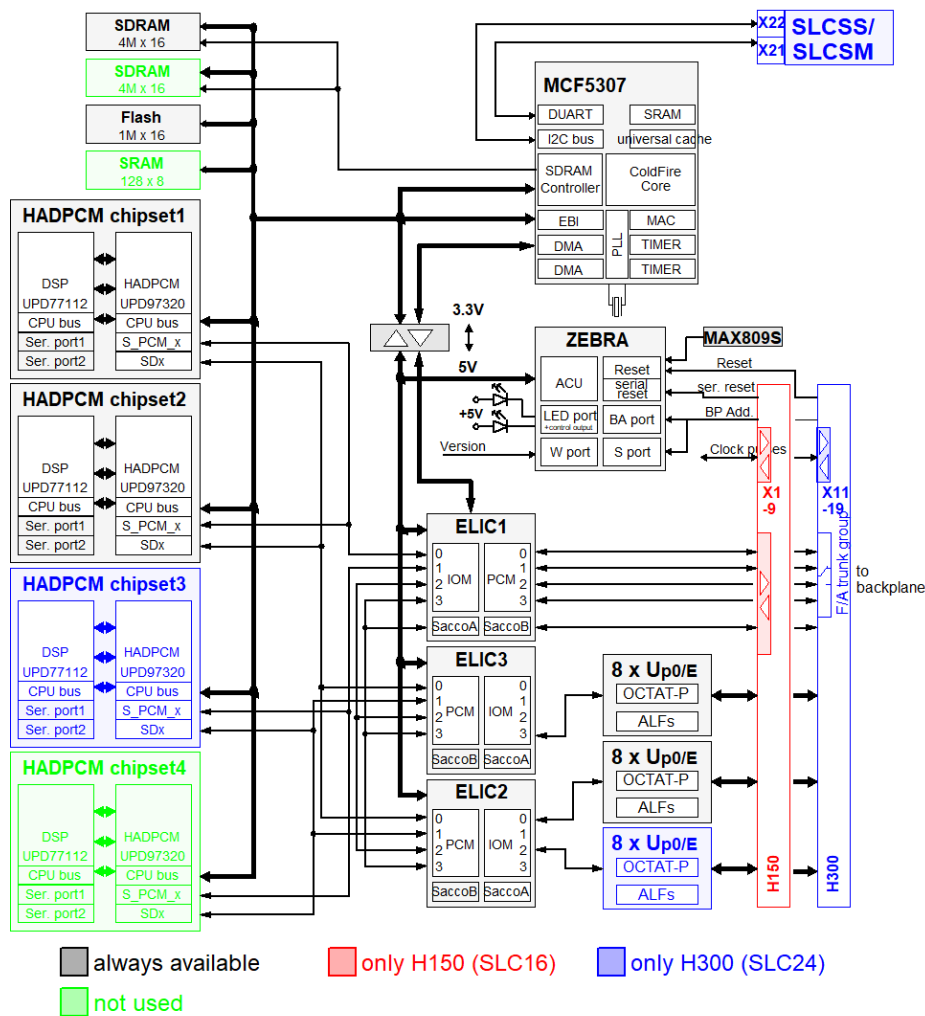 SDRAM
4M x 16
SDRAM
4M x 16
Flash
1M x 16
SRAM
128 x 8
X22
X21
SLCSS/
SLCSM
MCF5307
DUART
SRAM
I2C bus
universal cache
SDRAM
Controller
ColdFire
Core
EBI
MAC
DMA
TIMER
DMA
TIMER
PLL
HADPCM chipset1
DSP
UPD77112
HADPCM
UPD97320
CPU bus
CPU bus
Ser. port1
S_PCM_x
Ser. port2
SDx
HADPCM chipset2
DSP
UPD77112
HADPCM
UPD97320
CPU bus
CPU bus
Ser. port1
S_PCM_x
Ser. port2
SDx
HADPCM chipset3
DSP
UPD77112
HADPCM
UPD97320
CPU bus
CPU bus
Ser. port1
S_PCM_x
Ser. port2
SDx
HADPCM chipset4
DSP
UPD77112
HADPCM
UPD97320
CPU bus
CPU bus
Ser. port1
S_PCM_x
Ser. port2
SDx
3.3V
5V
+5V
Version
ZEBRA
ACU
Reset
serial
reset
LED port
+control output
BA port
W port
S port
MAX809S
Reset
ser. reset
BP Add.
Clock pulses
X1
-9
X11
-19
F/A trunk group
to
backplane
H150
H300
ELIC1
0
1
2
3
IOM
PCM
0
1
2
3
SaccoA
SaccoB
ELIC3
0
1
2
3
PCM
IOM
0
1
2
3
SaccoB
SaccoA
ELIC2
0
1
2
3
PCM
IOM
0
1
2
3
SaccoB
SaccoA
8 x Up0/E
OCTAT-P
ALFs
8 x Up0/E
OCTAT-P
ALFs
8 x Up0/E
OCTAT-P
ALFs
always available
only H150 (SLC16)
only H300 (SLC24)
not used